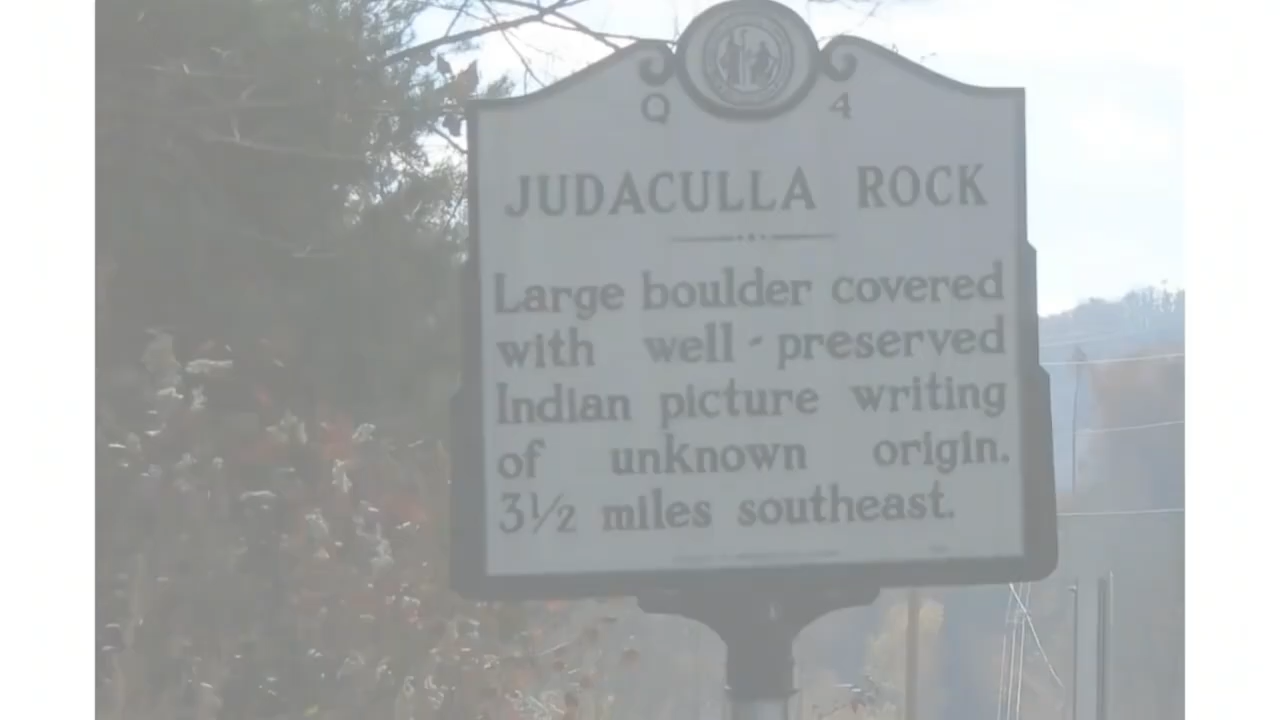 Q 4
JUDACULLA ROCK
Large boulder covered
with well-preserved
Indian picture writing
of unknown origin.
3½ miles southeast.